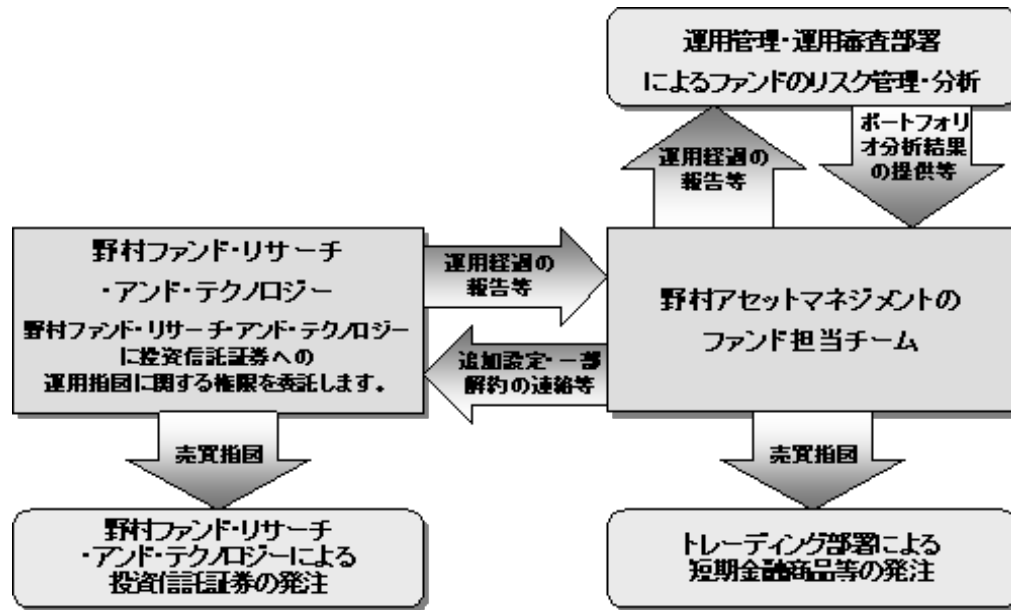 運用管理・運用審査部署
によるファンドのリスク管理・分析
運用経過の
報告等
ポートフォリ
オ分析結果
の提供等
野村ファンド・リサーチ
・アンド・テクノロジー
野村ファンド・リサーチ・アンド・テクノロジー
に投資信託証券への
運用指図に関する権限を委託します。
運用経過の
報告等
追加設定・一部
解約の連絡等
野村アセットマネジメントの
ファンド担当チーム
売買指図
売買指図
野村ファンド・リサーチ
・アンド・テクノロジーによる
投資信託証券の発注
トレーディング部署による
短期金融商品等の発注